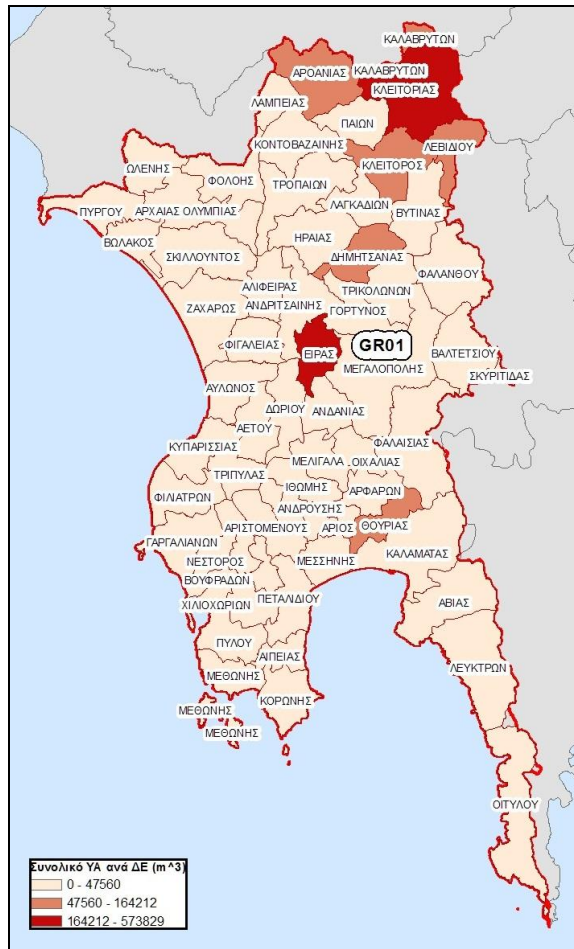 ΚΑΛΑΒΡΥΤΩΝ
ΑΡΟΑΝΙΑΣ
ΚΑΛΑΒΡΥΤΩΝ
ΚΛΕΙΤΟΡΙΑΣ
ΛΑΜΠΕΙΑΣ
ΠΑΙΩΝ
ΚΟΝΤΟΒΑΖΑΙΝΗΣ
ΛΕΒΙΔΙΟΥ
ΩΛΕΝΗΣ
ΚΛΕΙΤΟΡΟΣ
ΦΟΛΟΗΣ
ΤΡΟΠΑΙΩΝ
ΠΥΡΓΟΥ
ΑΡΧΑΙΑΣ ΟΛΥΜΠΙΑΣ
ΛΑΓΚΑΔΙΩΝ
ΒΥΤΙΝΑΣ
ΒΩΛΑΚΟΣ
ΗΡΑΙΑΣ
ΣΚΙΛΛΟΥΝΤΟΣ
ΔΗΜΗΤΣΑΝΑΣ
ΦΑΛΑΝΘΟΥ
ΑΛΙΦΕΙΡΑΣ
ΤΡΙΚΟΛΩΝΩΝ
ΖΑΧΑΡΩΣ
ΑΝΔΡΙΤΣΑΙΝΗΣ
ΓΟΡΤΥΝΟΣ
ΦΙΓΑΛΕΙΑΣ
ΕΙΡΑΣ
GR01
ΒΑΛΤΕΤΣΙΟΥ
ΜΕΓΑΛΟΠΟΛΗΣ
ΣΚΥΡΙΤΙΔΑΣ
ΑΥΛΩΝΟΣ
ΔΩΡΙΟΥ
ΑΝΔΑΝΙΑΣ
ΑΕΤΟΥ
ΚΥΠΑΡΙΣΣΙΑΣ
ΦΑΛΑΙΣΙΑΣ
ΜΕΛΙΓΑΛΑ
ΟΙΧΑΛΙΑΣ
ΤΡΙΠΥΛΑΣ
ΙΘΩΜΗΣ
ΑΡΦΑΡΩΝ
ΦΙΛΙΑΤΡΩΝ
ΑΝΔΡΟΥΣΗΣ
ΑΡΙΣΤΟΜΕΝΟΥΣ
ΑΡΙΟΣ
ΘΟΥΡΙΑΣ
ΓΑΡΓΑΛΙΑΝΩΝ
ΚΑΛΑΜΑΤΑΣ
ΝΕΣΤΟΡΟΣ
ΜΕΣΣΗΝΗΣ
ΒΟΥΦΡΑΔΩΝ
ΧΙΛΙΟΧΩΡΙΩΝ
ΠΕΤΑΛΙΔΙΟΥ
ΑΒΙΑΣ
ΠΥΛΟΥ
ΑΙΠΕΙΑΣ
ΛΕΥΚΤΡΩΝ
ΜΕΘΩΝΗΣ
ΚΟΡΩΝΗΣ
ΜΕΘΩΝΗΣ
ΜΕΘΩΝΗΣ
ΟΙΤΥΛΟΥ
Συνολικό ΥΑ ανά ΔΕ (m^3)
0 - 47560
47560 - 164212
164212 - 573829